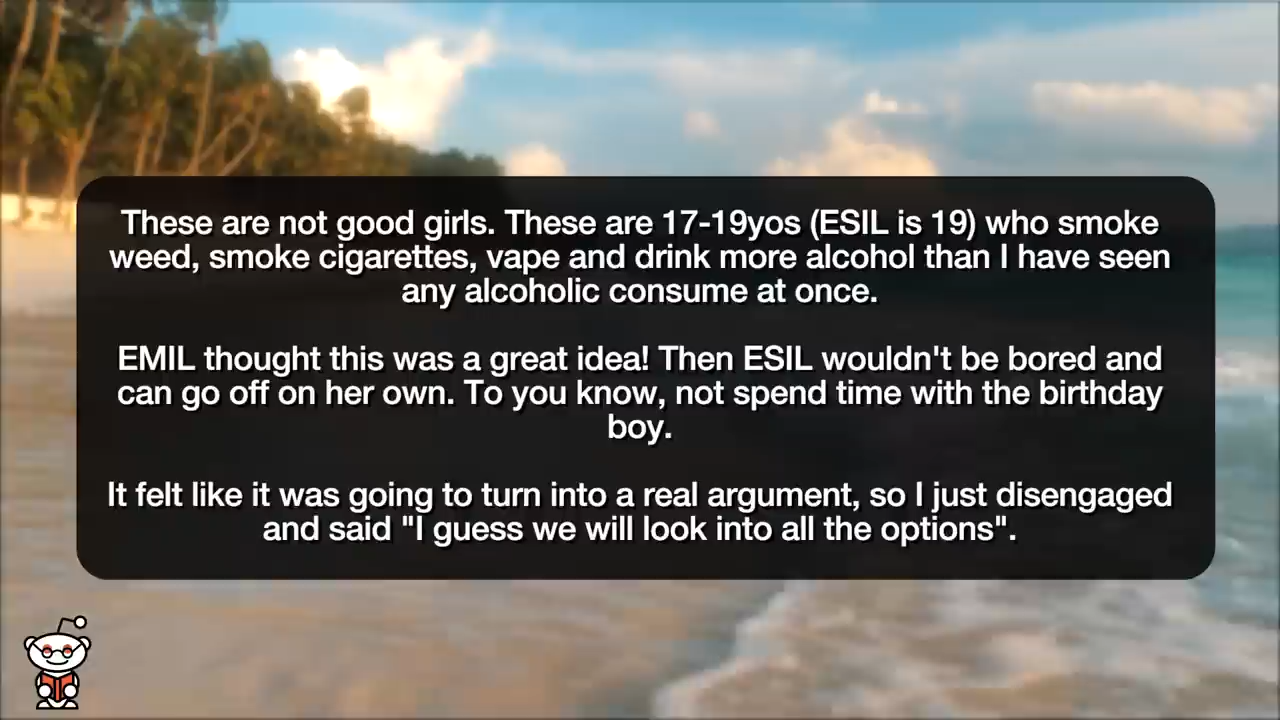 These are not good girls. These are 17-19yos (ESIL is 19) who smoke
weed, smoke cigarettes, vape and drink more alcohol than I have seen
any alcoholic consume at once.
EMIL thought this was a great idea! Then ESIL wouldn't be bored and
can go off on her own. To you know, not spend time with the birthday
boy.
It felt like it was going to turn into a real argument, so I just disengaged
and said "I guess we will look into all the options".